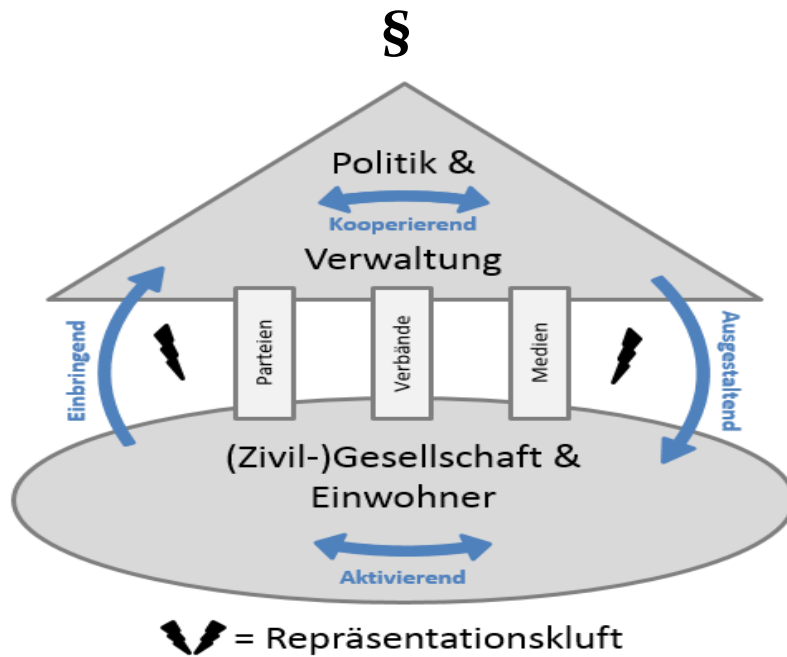 §
Politik &
Kooperierend
Verwaltung
Einbringend
Parteien
Verbände
Medien
Ausgestaltend
(Zivil-)Gesellschaft &
Einwohner
Aktivierend
= Repräsentationskluft